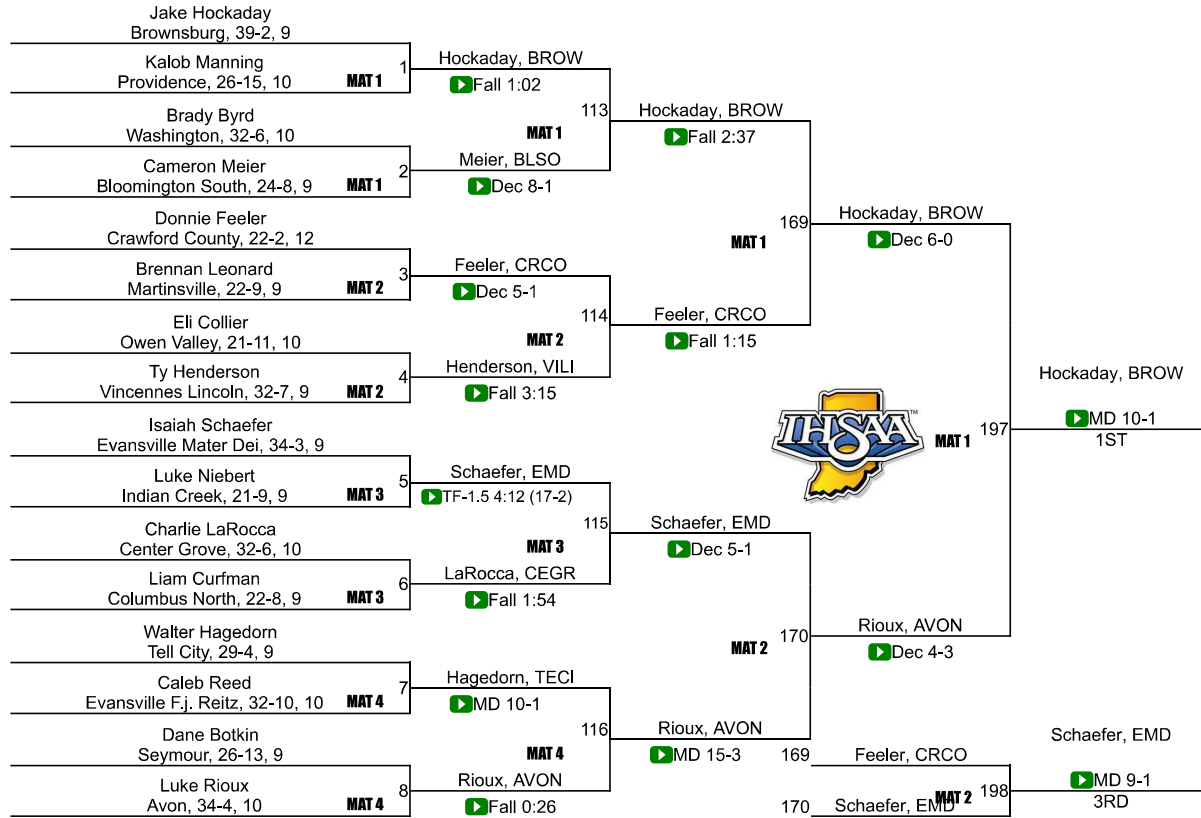 Jake Hockaday
Brownsburg, 39-2, 9
Kalob Manning
Providence, 26-15, 10
MAT 1
1
Hockaday, BROW
Fall 1:02
Brady Byrd
Washington, 32-6, 10
Cameron Meier
Bloomington South, 24-8, 9
MAT 1
2
Meier, BLSO
Dec 8-1
113
MAT 1
Hockaday, BROW
Fall 2:37
Donnie Feeler
Crawford County, 22-2, 12
Brennan Leonard
Martinsville, 22-9, 9
MAT 2
3
Feeler, CRCO
Dec 5-1
Eli Collier
Owen Valley, 21-11, 10
Ty Henderson
Vincennes Lincoln, 32-7, 9
MAT 2
4
Henderson, VILI
Fall 3:15
114
MAT 2
Feeler, CRCO
Fall 1:15
169
MAT 1
Hockaday, BROW
Dec 6-0
Isaiah Schaefer
Evansville Mater Dei, 34-3, 9
Luke Niebert
Indian Creek, 21-9, 9
MAT 3
5
Schaefer, EMD
TF-1.5 4:12 (17-2)
Charlie LaRocca
Center Grove, 32-6, 10
Liam Curfman
Columbus North, 22-8, 9
MAT 3
6
LaRocca, CEGR
Fall 1:54
115
MAT 3
Schaefer, EMD
Dec 5-1
Walter Hagedorn
Tell City, 29-4, 9
Caleb Reed
Evansville F.j. Reitz, 32-10, 10
MAT 4
7
Hagedorn, TECI
MD 10-1
Dane Botkin
Seymour, 26-13, 9
Luke Rioux
Avon, 34-4, 10
MAT 4
8
Rioux, AVON
Fall 0:26
116
MAT 4
Rioux, AVON
MD 15-3
170
MAT 2
Rioux, AVON
Dec 4-3
IHSAA
TM
MAT 1
197
Hockaday, BROW
MD 10-1
1ST
169
Feeler, CRCO
170
Schaefer, EMD
MAT 2
198
Schaefer, EMD
MD 9-1
3RD